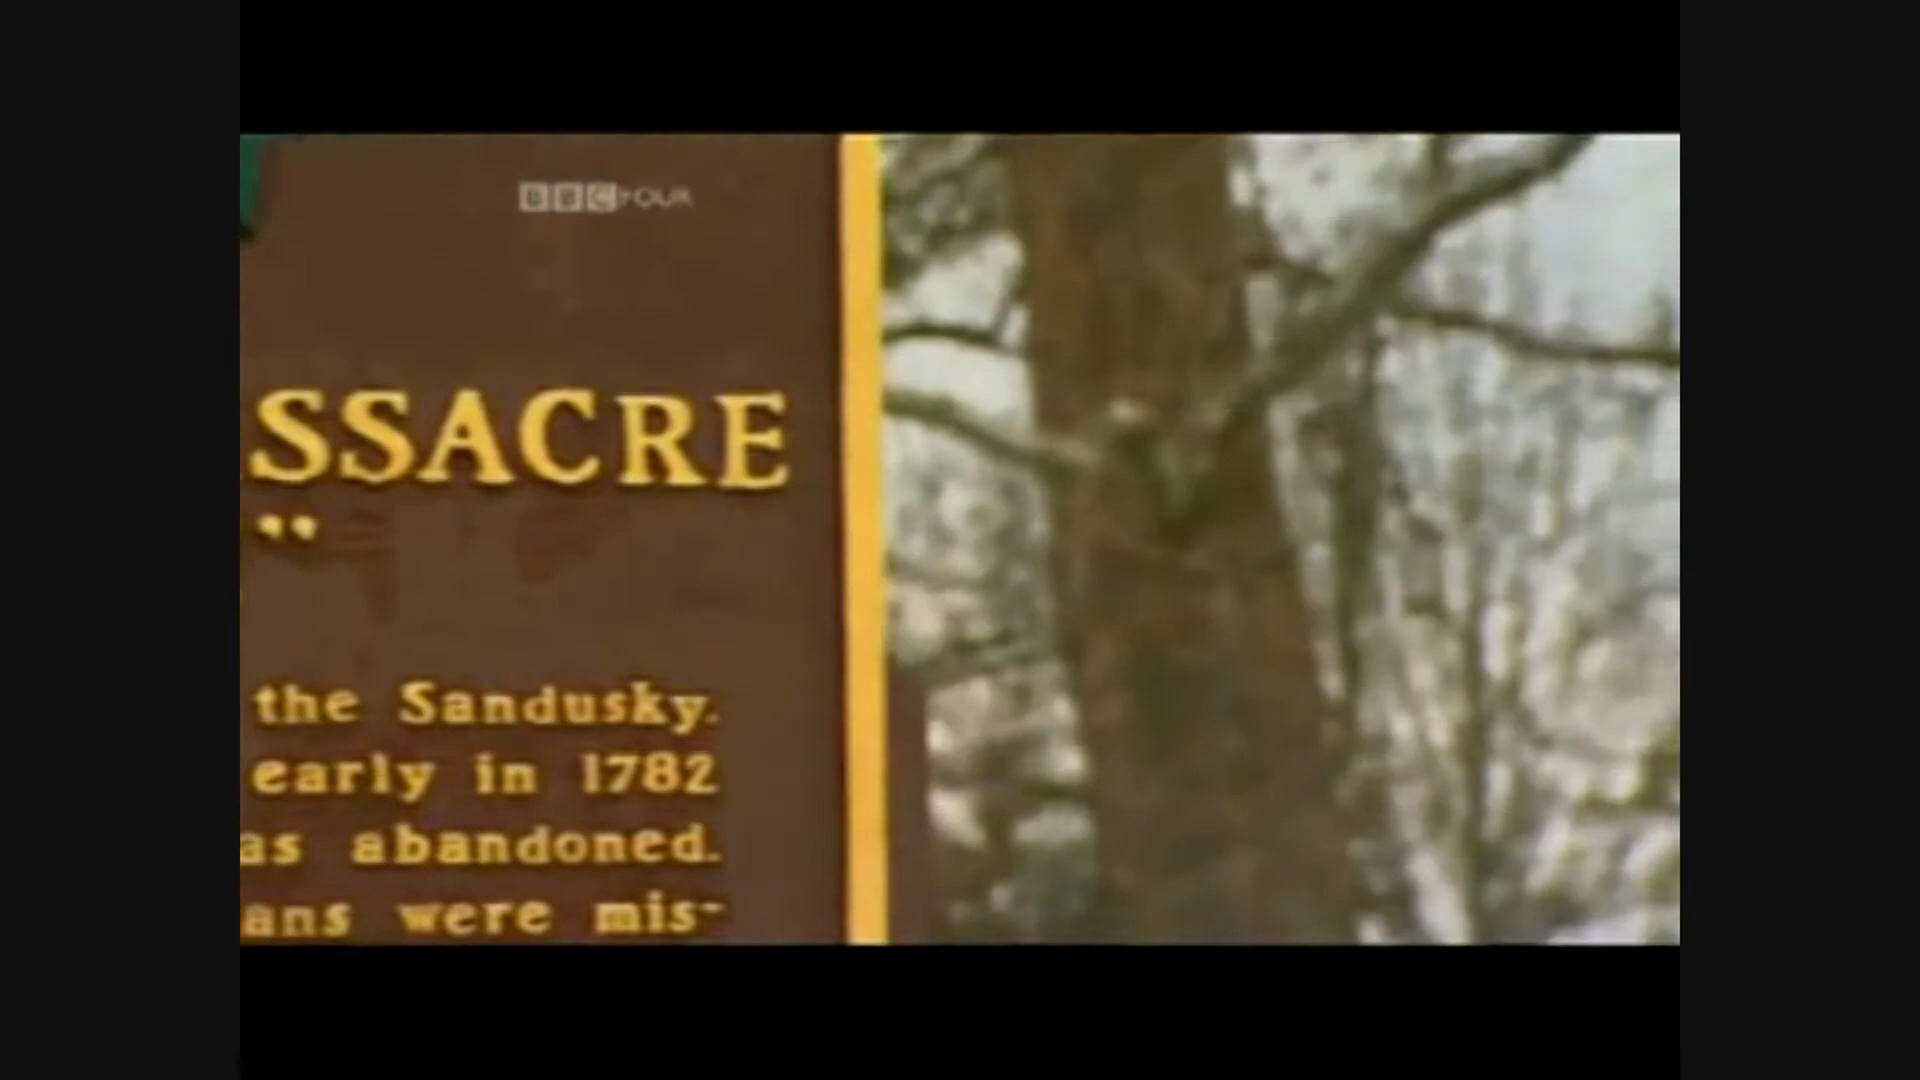 BBC FOUR
SSACRE
"
the Sandusky.
early in 1782
as abandoned.
ans were mis-